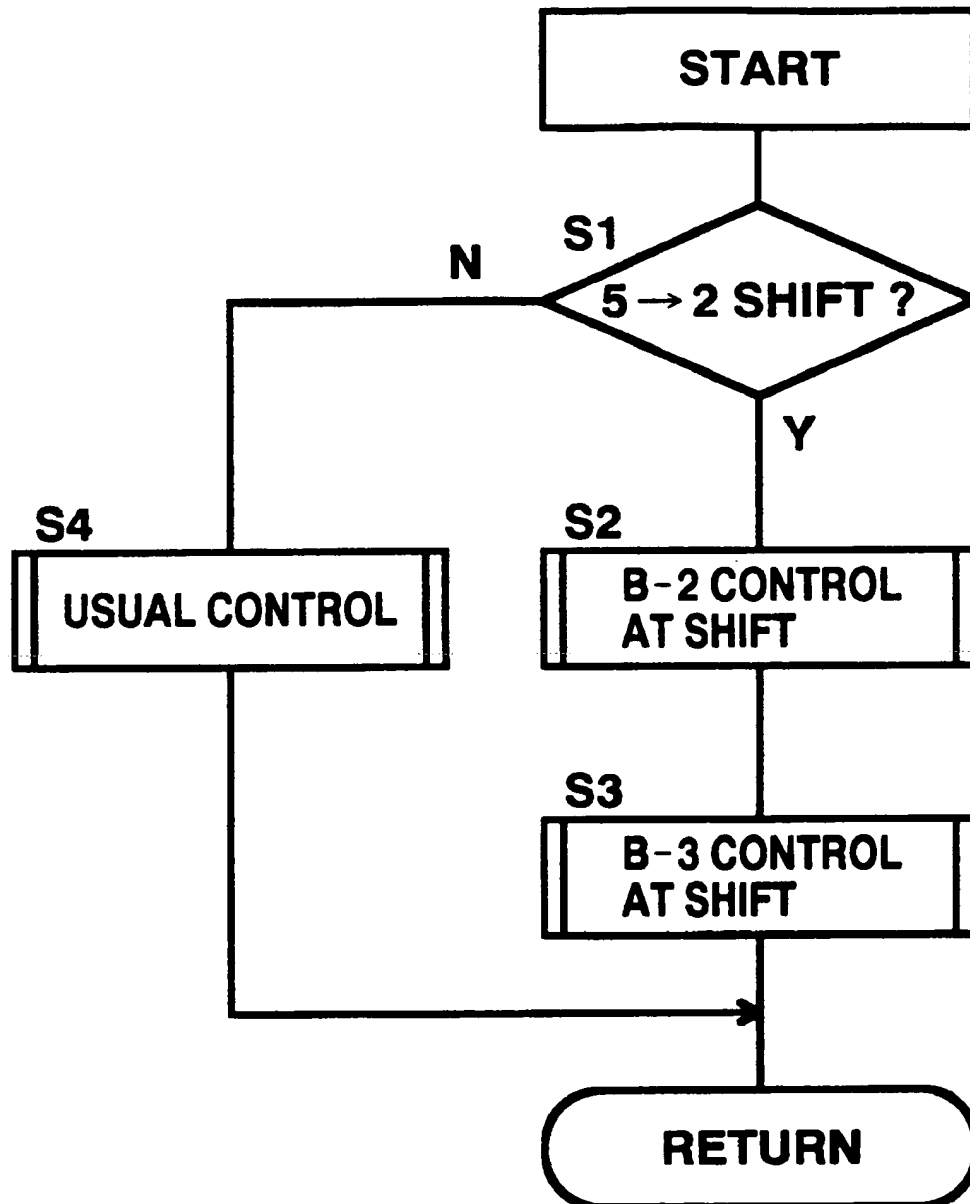 START
S1
N
5 → 2 SHIFT ?
Y
S4
USUAL CONTROL
S2
B-2 CONTROL
AT SHIFT
S3
B-3 CONTROL
AT SHIFT
RETURN